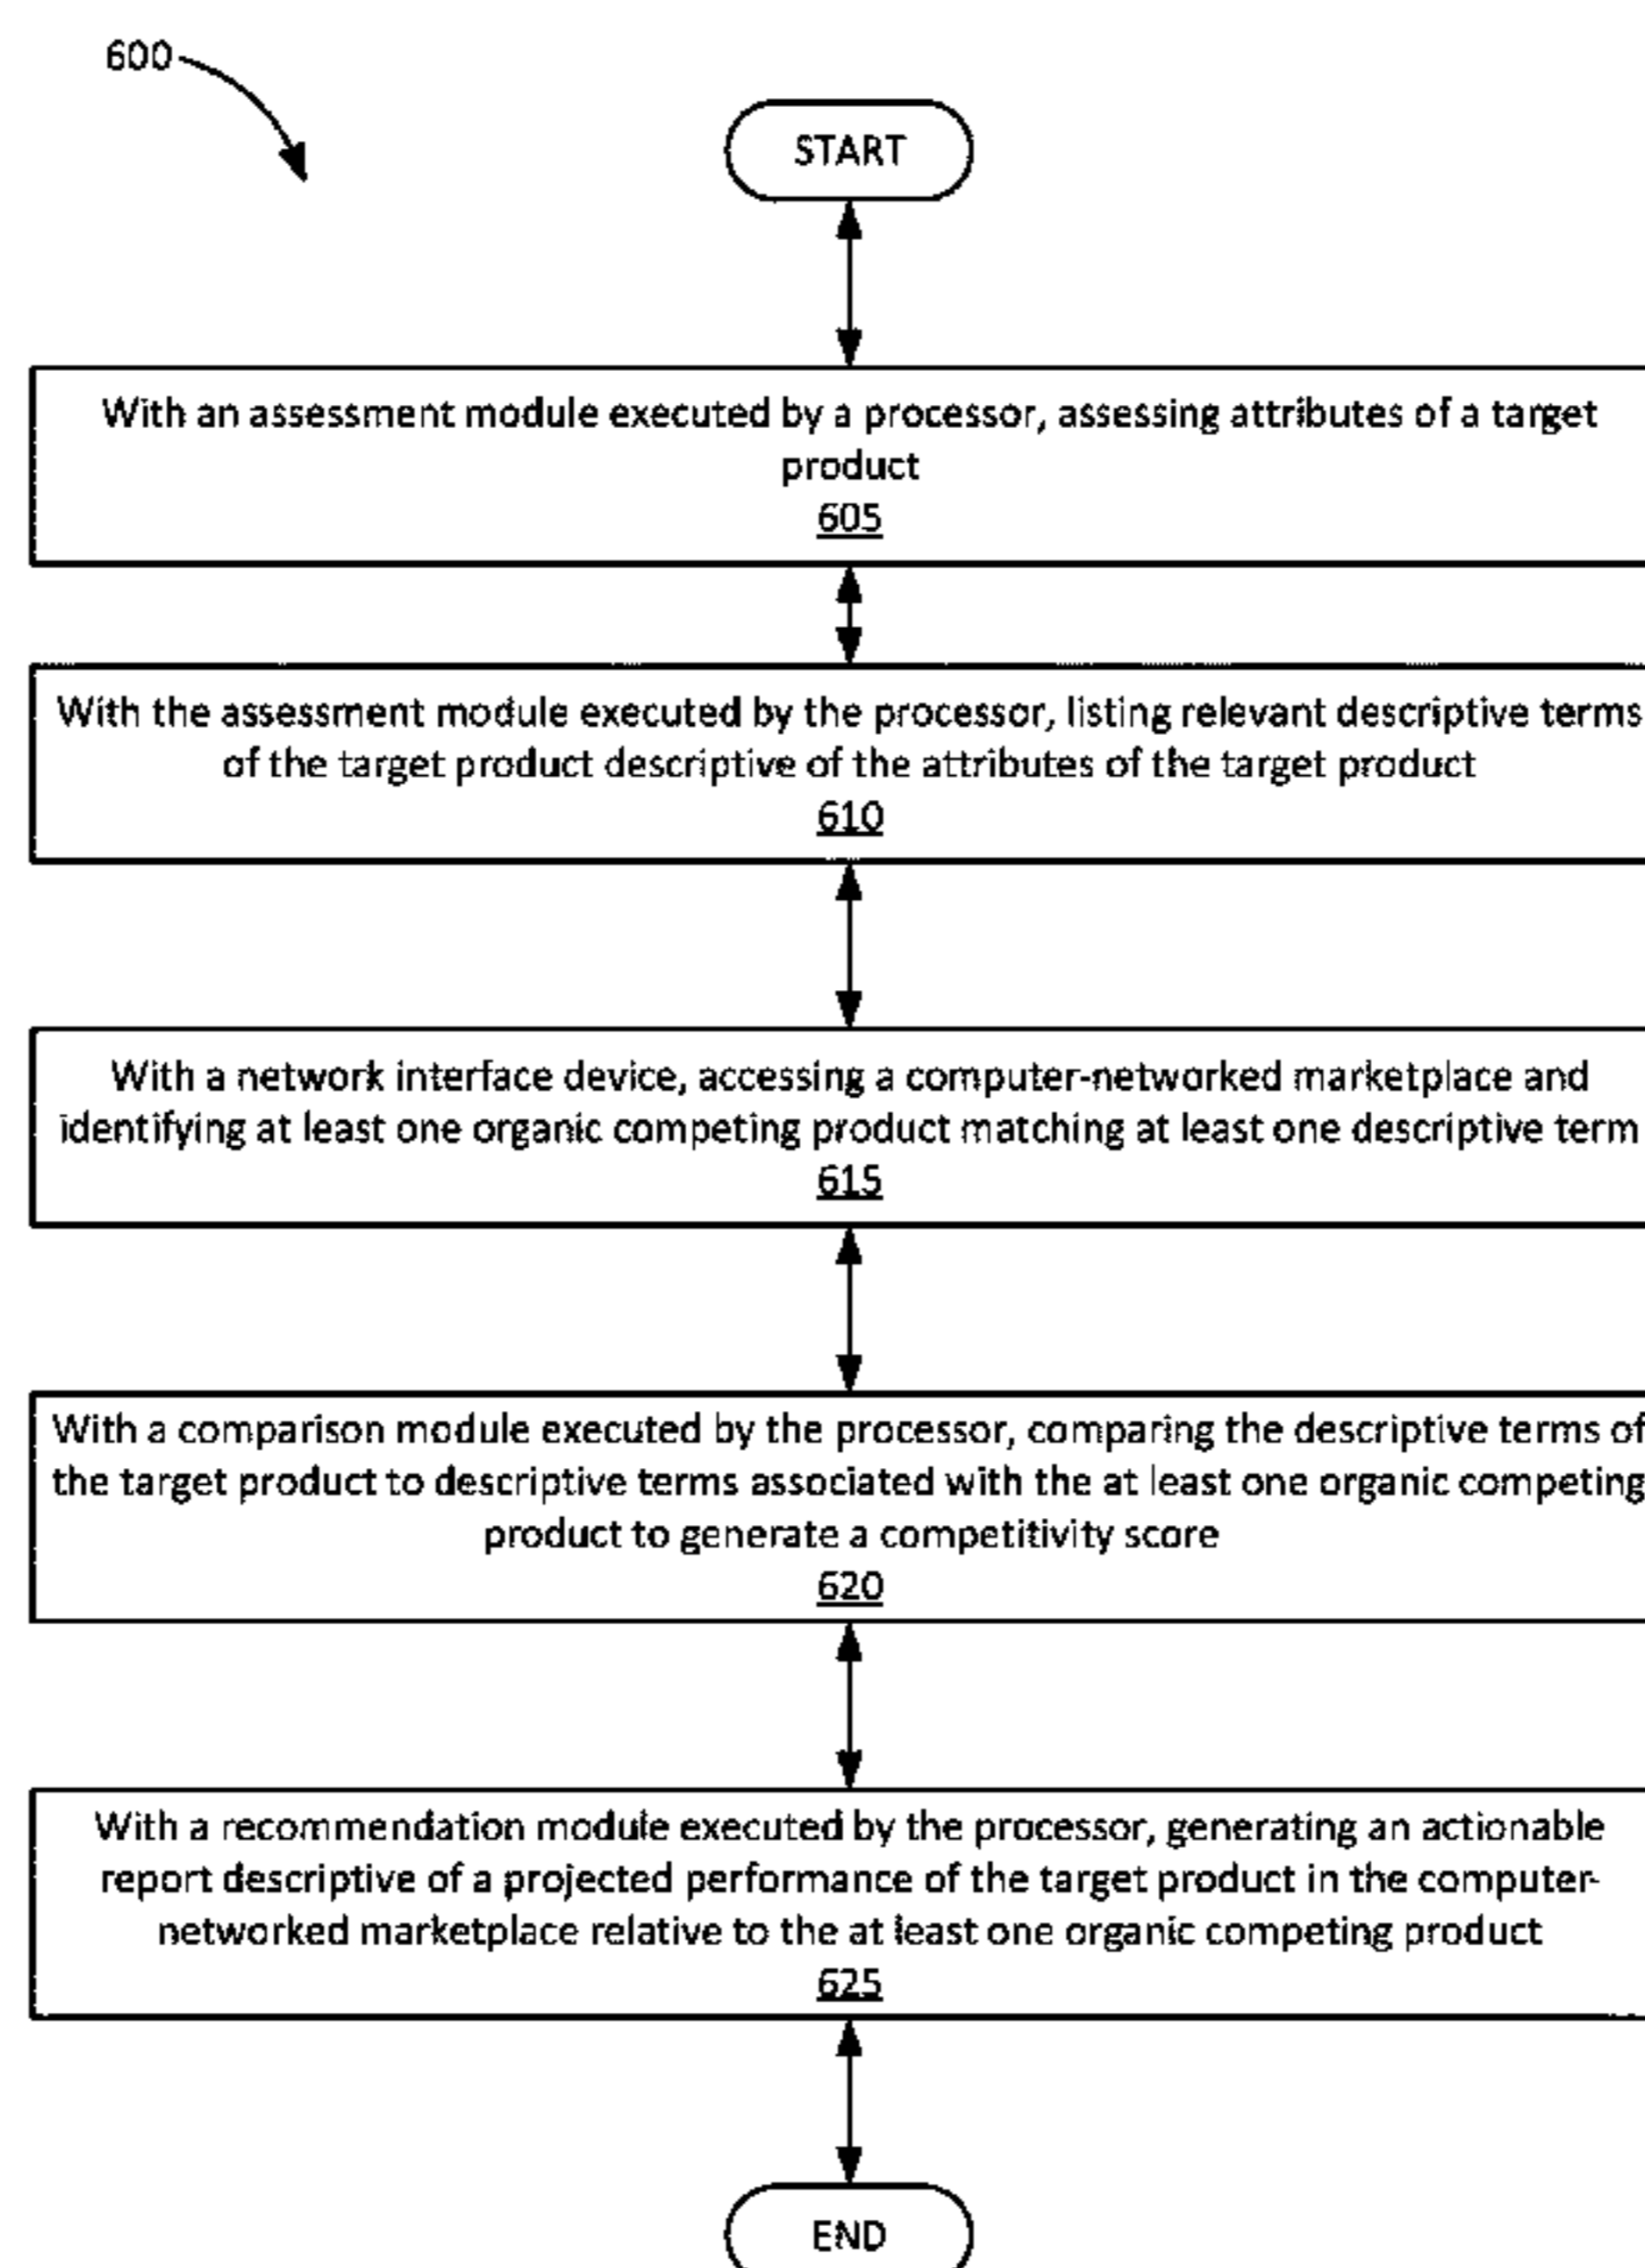 600
START
With an assessment module executed by a processor, assessing attributes of a target
product
605
With the assessment module executed by the processor, listing relevant descriptive terms
of the target product descriptive of the attributes of the target product
610
With a network interface device, accessing a computer-networked marketplace and
identifying at least one organic competing product matching at least one descriptive term
615
With a comparison module executed by the processor, comparing the descriptive terms of
the target product to descriptive terms associated with the at least one organic competing
product to generate a competitivity score
620
With a recommendation module executed by the processor, generating an actionable
report descriptive of a projected performance of the target product in the computer-
networked marketplace relative to the at least one organic competing product
625
END